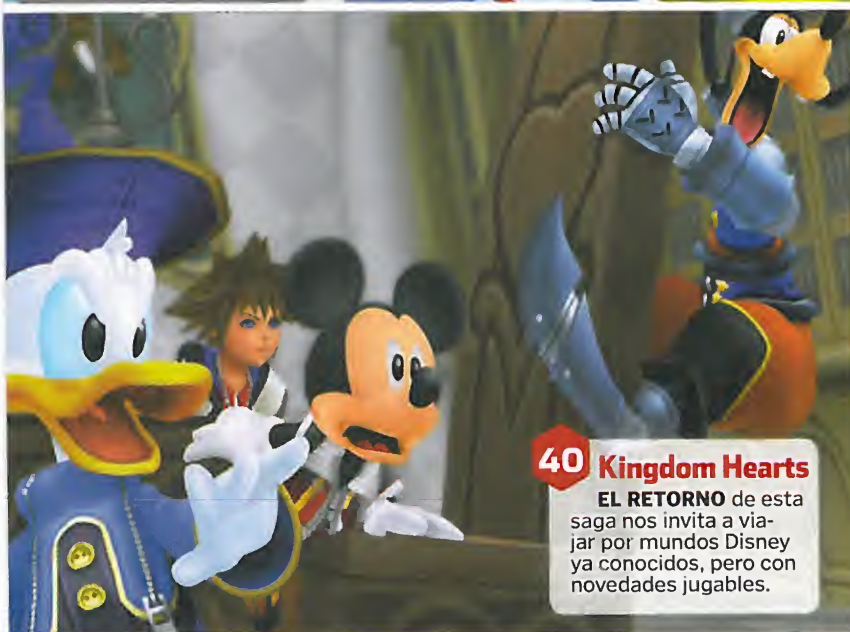 40 Kingdom Hearts
EL RETORNO de esta
saga nos invita a via-
jar por mundos Disney
ya conocidos, pero con
novedades jugables.